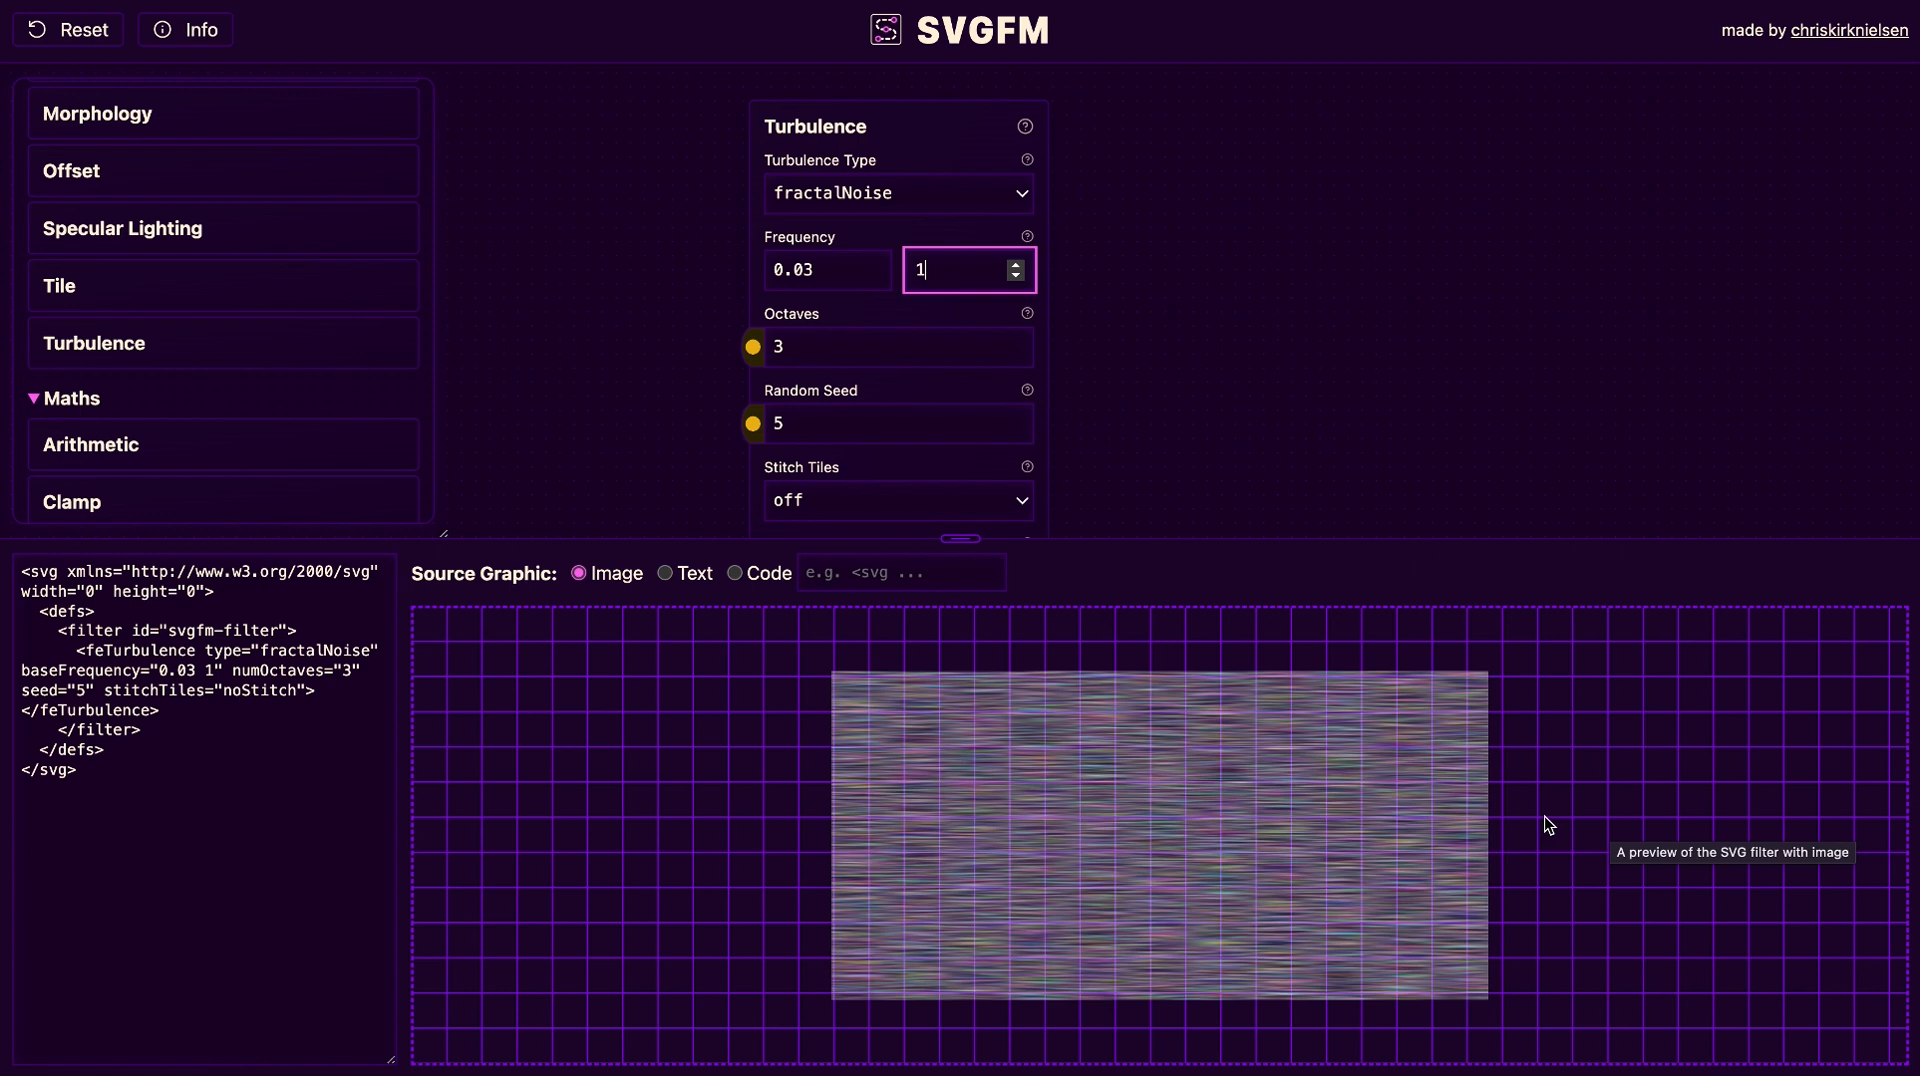 Reset
Info
SVGFM
made by chriskirknielsen
Morphology
Offset
Specular Lighting
Tile
Turbulence
▼ Maths
Arithmetic
Clamp
Turbulence
Turbulence Type
fractalNoise
Frequency
0.03 1
Octaves
3
Random Seed
5
Stitch Tiles
off
<svg xmlns="http://www.w3.org/2000/svg"
width="0" height="0">
<defs>
<filter id="svgfm-filter">
<feTurbulence type="fractalNoise"
baseFrequency="0.03 1" numOctaves="3"
seed="5" stitchTiles="noStitch">
</feTurbulence>
</filter>
</defs>
</svg>
Source Graphic: Image Text Code e.g. <svg ...
A preview of the SVG filter with image